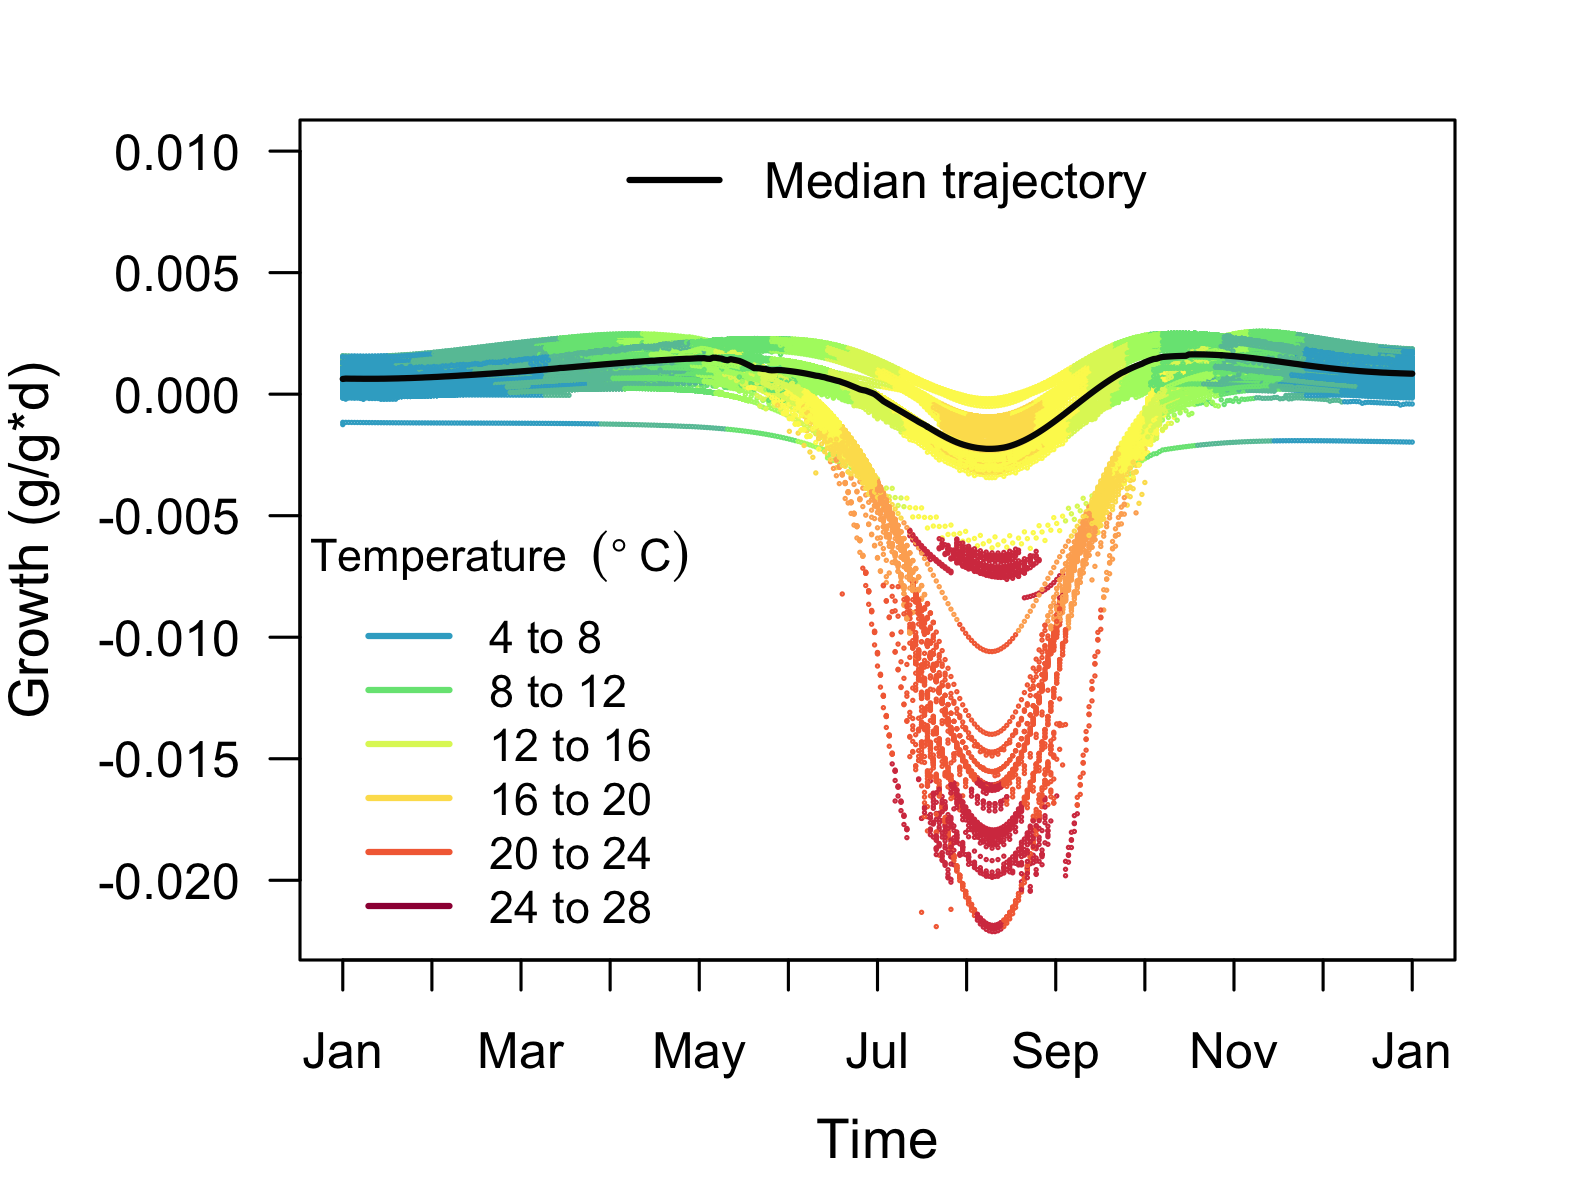 0.010
0.005
0.000
-0.005
-0.010
-0.015
-0.020
Growth (g/g*d)
Median trajectory
Temperature (° C)
4 to 8
8 to 12
12 to 16
16 to 20
20 to 24
24 to 28
Jan Mar May Jul Sep Nov Jan
Time